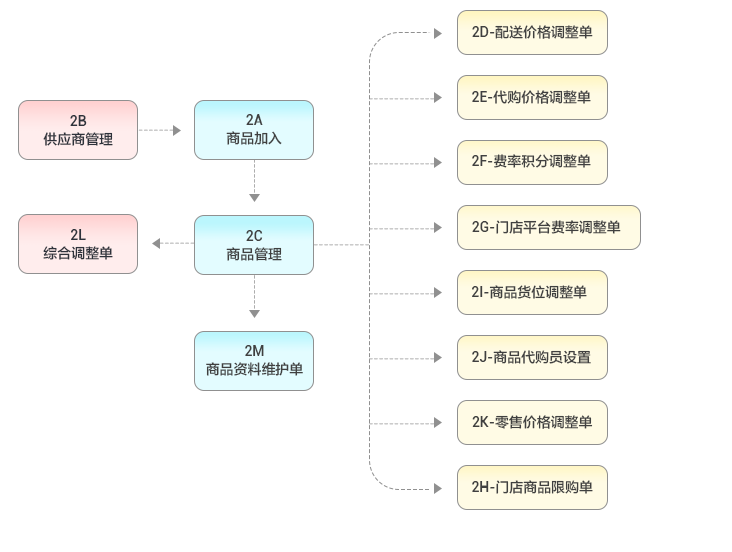 2D-配送价格调整单
2E-代购价格调整单
2B
供应商管理
2A
商品加入
2F-费率积分调整单
2L
综合调整单
2C
商品管理
2G-门店平台费率调整单
2I-商品货位调整单
2M
商品资料维护单
2J-商品代购员设置
2K-零售价格调整单
2H-门店商品限购单